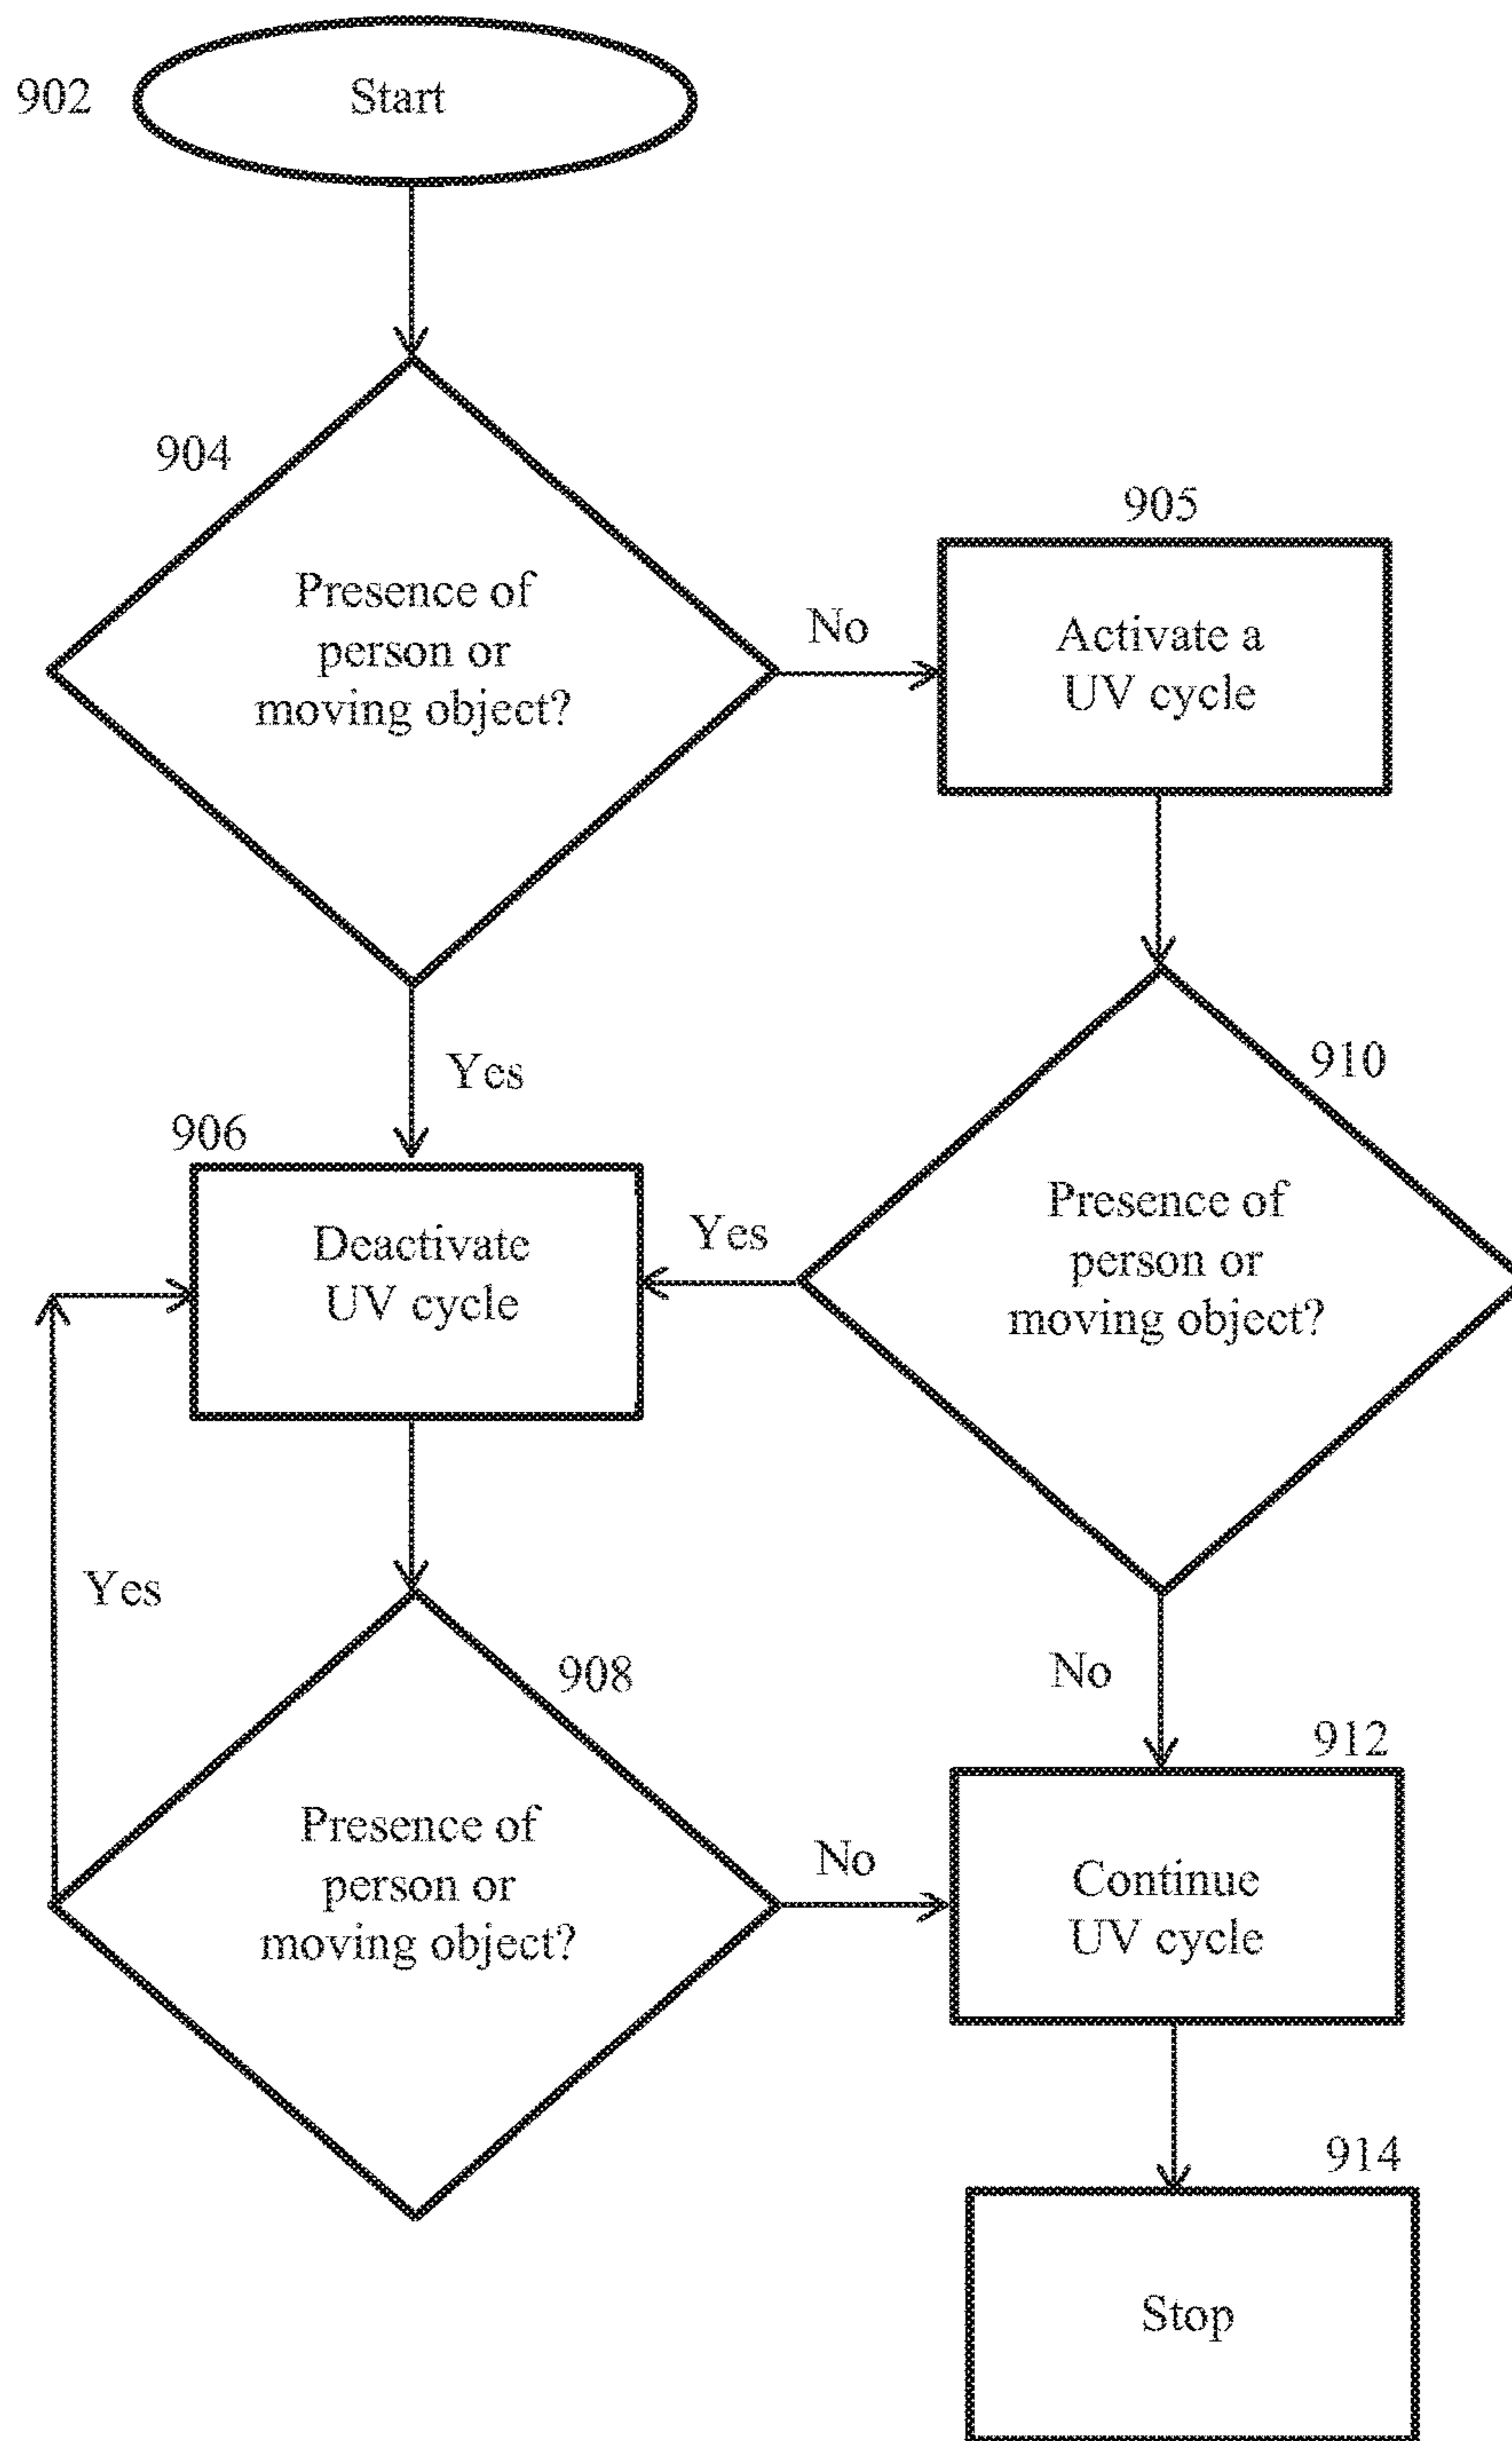 902
Start
904
Presence of
person or
moving object?
No
905
Activate a
UV cycle
Yes
906
Deactivate
UV cycle
Yes
910
Presence of
person or
moving object?
Yes
908
Presence of
person or
moving object?
No
No
912
Continue
UV cycle
914
Stop